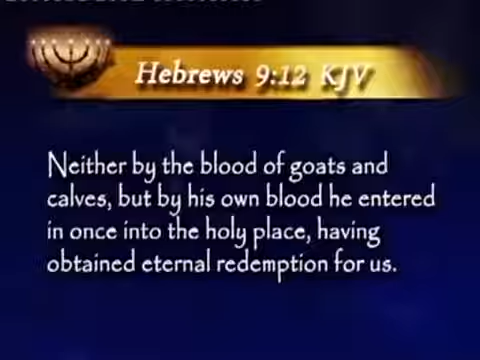 Hebrews 9:12 KJV
Neither by the blood of goats and
calves, but by his own blood he entered
in once into the holy place, having
obtained eternal redemption for us.